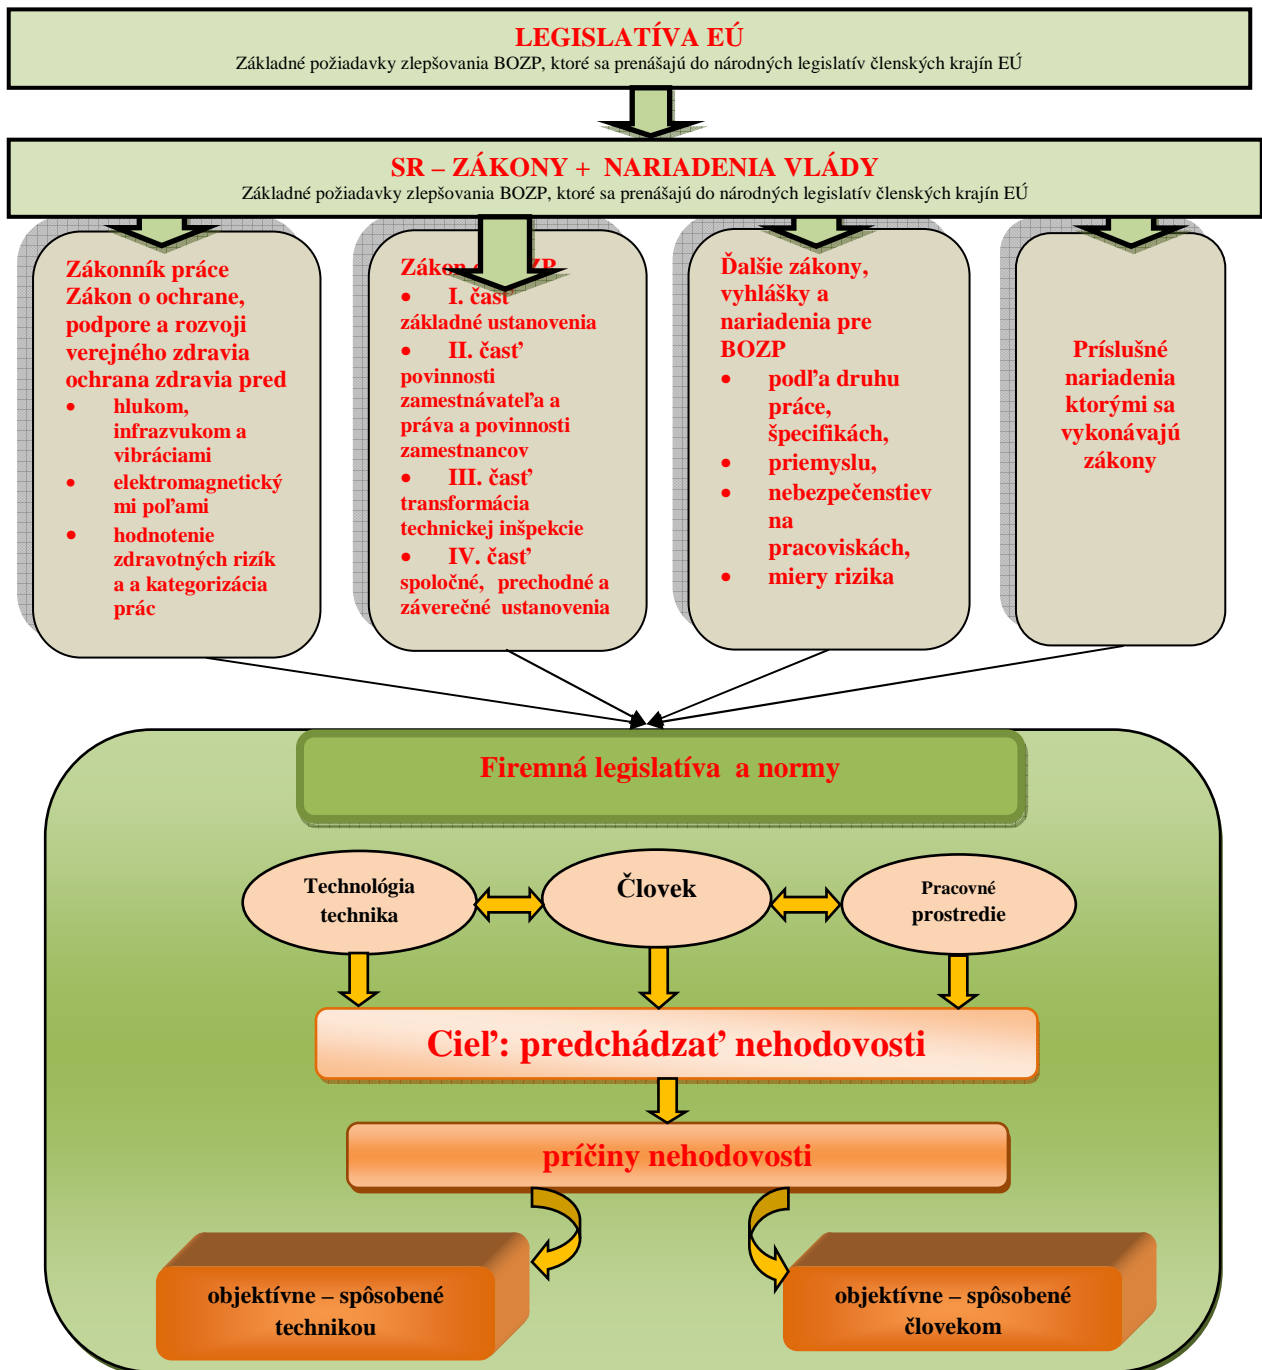 LEGISLATÍVA EÚ
Základné požiadavky zlepšovania BOZP, ktoré sa prenášajú do národných legislatív členských krajín EÚ
SR – ZÁKONY + NARIADENIA VLÁDY
Základné požiadavky zlepšovania BOZP, ktoré sa prenášajú do národných legislatív členských krajín EÚ
Zákonník práce
Zákon o ochrane,
podpore a rozvoji
verejného zdravia
ochrana zdravia pred
• hlukom,
infrazvukom a
vibráciami
• elektromagnetický
mi poľami
• hodnotenie
zdravotných rizík
a a kategorizácia
prác
Zákon
• I. časť
základné ustanovenia
• II. časť
povinnosti
zamestnávateľa a
práva a povinnosti
zamestnancov
• III. časť
transformácia
technickej inšpekcie
• IV. časť
spoločné, prechodné a
záverečné ustanovenia
Ďalšie zákony,
vyhlášky a
nariadenia pre
BOZP
• podľa druhu
práce,
špecifikách,
• priemyslu,
• nebezpečenstiev
na
pracoviskách,
• miery rizika
Príslušné
nariadenia
ktorými sa
vykonávajú
zákony
Firemná legislatíva a normy
Technológia
technika
Človek
Pracovné
prostredie
Cieľ: predchádzať nehodovosti
príčiny nehodovosti
objektívne – spôsobené
technikou
objektívne – spôsobené
človekom